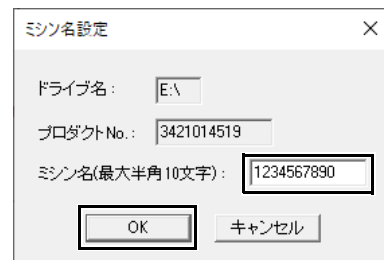 ミシン名設定
ドライブ名： E:\
プロダクトNo.： 3421014519
ミシン名(最大半角10文字)： 1234567890
OK キャンセル